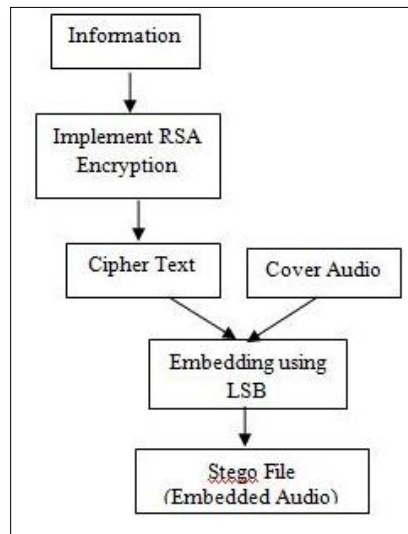 Information
Implement RSA
Encryption
Cipher Text
Cover Audio
Embedding using
LSB
Stego File
(Embedded Audio)